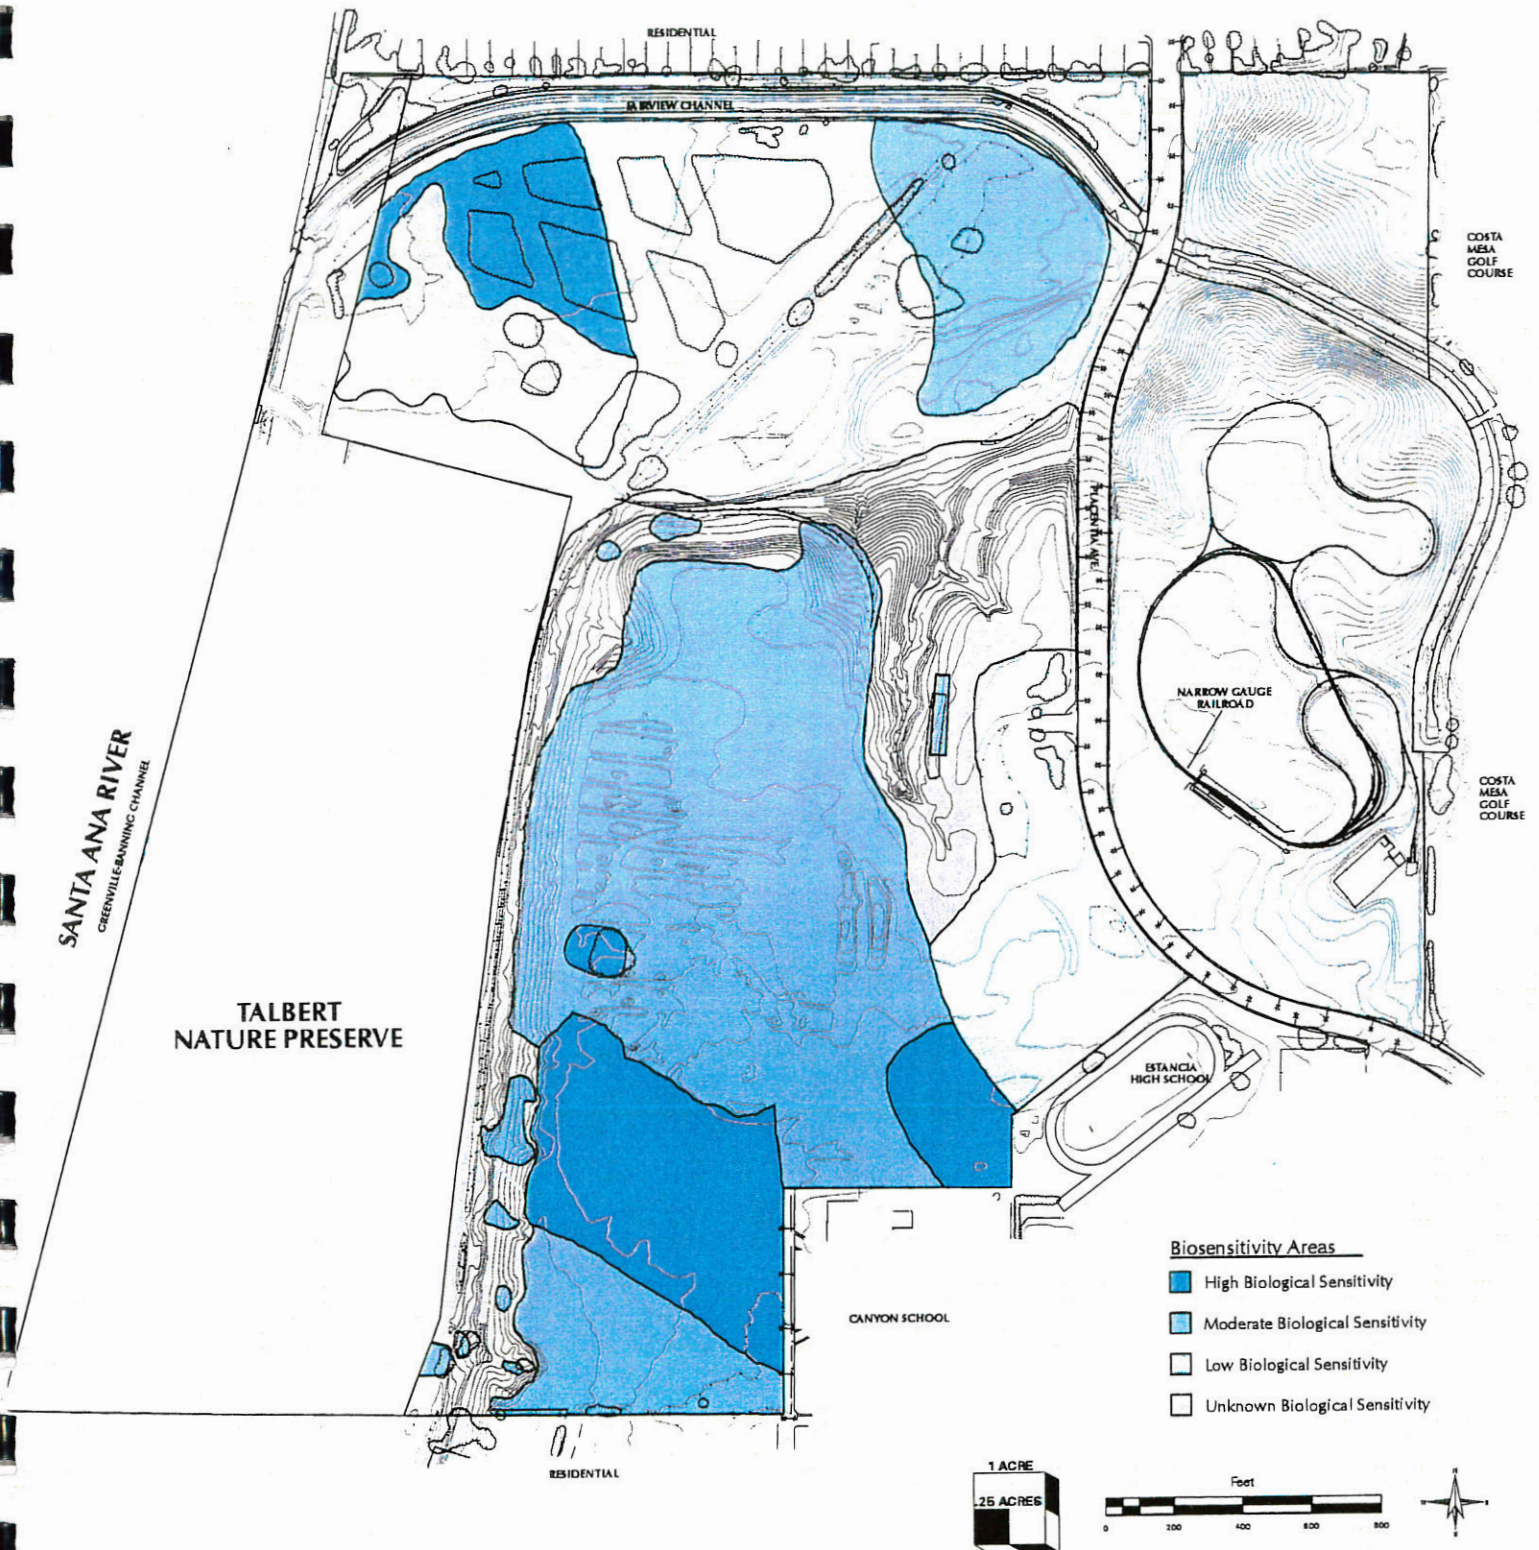 RESIDENTIAL
FAIRVIEW CHANNEL
COSTA
MESA
GOLF
COURSE
PLACENTIA AVE.
NARROW GAUGE
RAILROAD
COSTA
MESA
GOLF
COURSE
SANTA ANA RIVER
GREENVILLE-BANNING CHANNEL
TALBERT
NATURE PRESERVE
ESTANCIA
HIGH SCHOOL
CANYON SCHOOL
Biosensitivity Areas
High Biological Sensitivity
Moderate Biological Sensitivity
Low Biological Sensitivity
Unknown Biological Sensitivity
RESIDENTIAL
1 ACRE
.25 ACRES
Feet
0 200 400 600 800